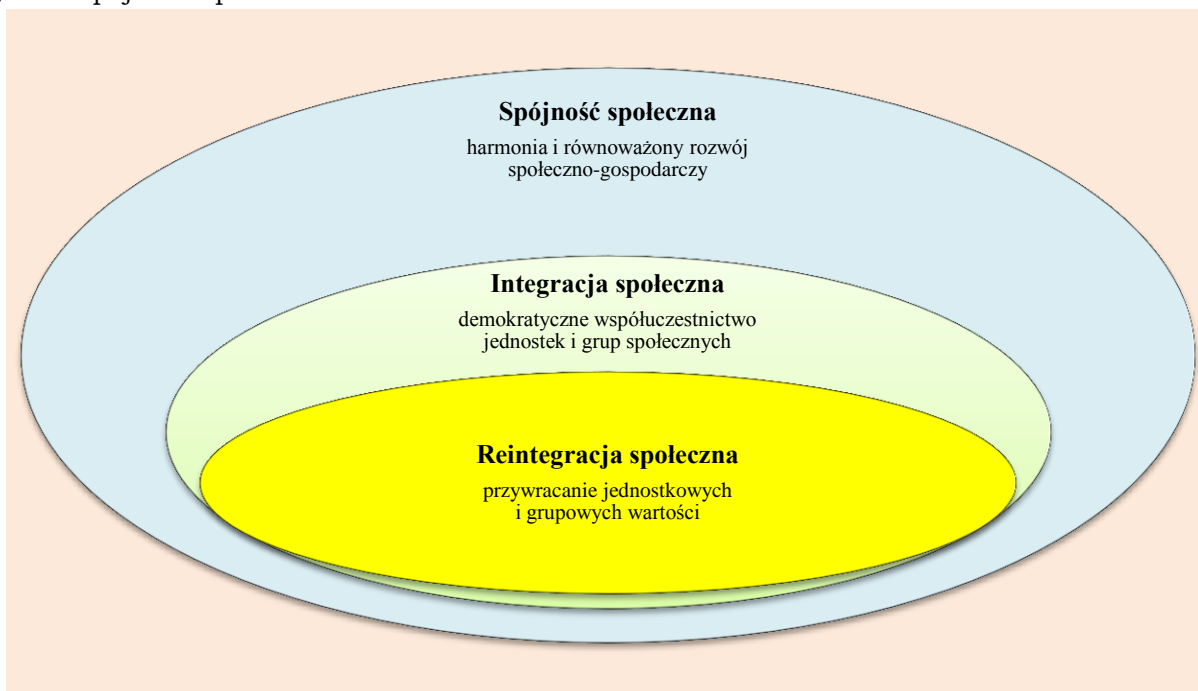 Spójność społeczna
harmonia i równoważony rozwój
społeczno-gospodarczy
Integracja społeczna
demokratyczne współuczestnictwo
jednostek i grup społecznych
Reintegracja społeczna
przywracanie jednostkowych
i grupowych wartości